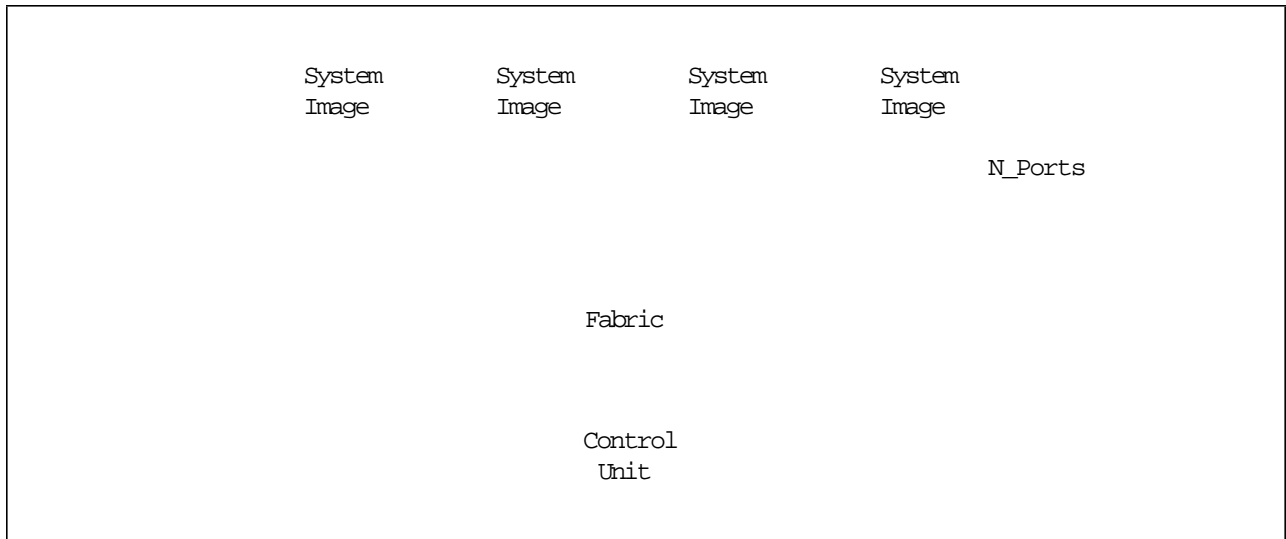 System System System System
Image Image Image Image
N_Ports
Fabric
Control
Unit